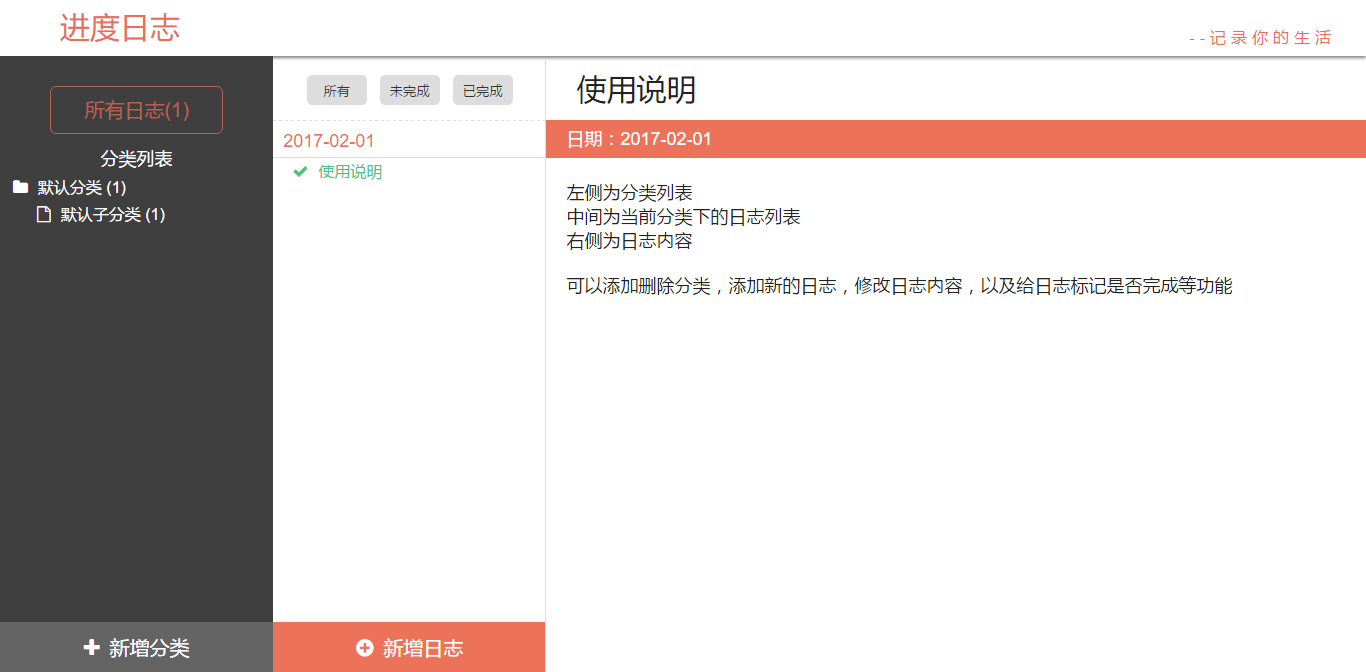 进度日志
--记录你的生活
所有日志(1)
分类列表
默认分类 (1)
默认子分类 (1)
新增分类
所有 未完成 已完成
2017-02-01
使用说明
新增日志
使用说明
日期：2017-02-01
左侧为分类列表
中间为当前分类下的日志列表
右侧为日志内容
可以添加删除分类，添加新的日志，修改日志内容，以及给日志标记是否完成等功能